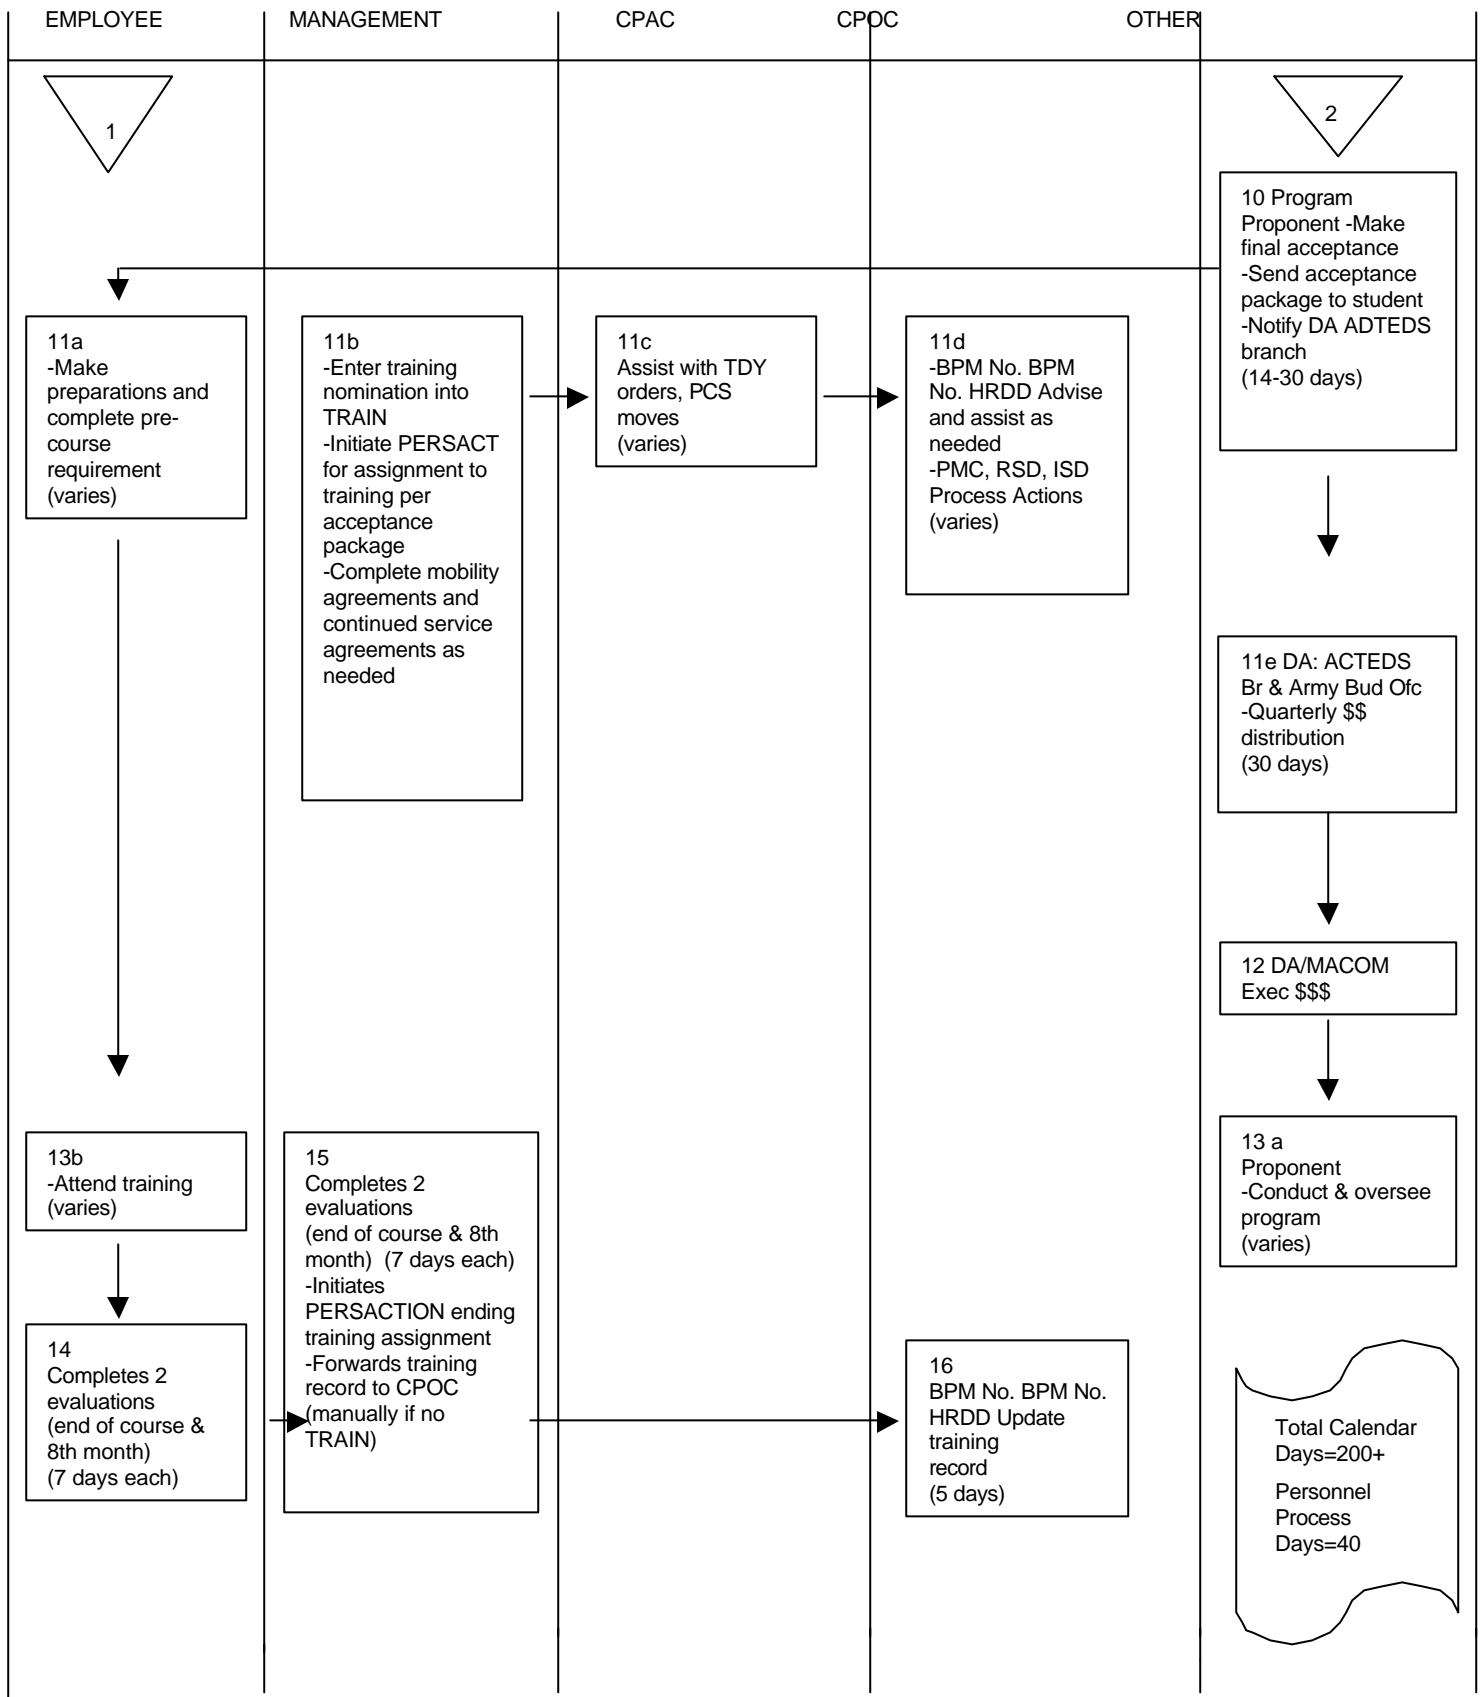 EMPLOYEE
MANAGEMENT
CPAC
CPOC
OTHER
1
2
10 Program
Proponent -Make
final acceptance
-Send acceptance
package to student
-Notify DA ADTEDS
branch
(14-30 days)
11a
-Make
preparations and
complete pre-
course
requirement
(varies)
11b
-Enter training
nomination into
TRAIN
-Initiate PERSACT
for assignment to
training per
acceptance
package
-Complete mobility
agreements and
continued service
agreements as
needed
11c
Assist with TDY
orders, PCS
moves
(varies)
11d
-BPM No. BPM
No. HRDD Advise
and assist as
needed
-PMC, RSD, ISD
Process Actions
(varies)
11e DA: ACTEDS
Br & Army Bud Ofc
-Quarterly $$
distribution
(30 days)
12 DA/MACOM
Exec $$$
13b
-Attend training
(varies)
15
Completes 2
evaluations
(end of course & 8th
month) (7 days each)
-Initiates
PERSACTION ending
training assignment
-Forwards training
record to CPOC
(manually if no
TRAIN)
13 a
Proponent
-Conduct & oversee
program
(varies)
14
Completes 2
evaluations
(end of course &
8th month)
(7 days each)
16
BPM No. BPM No.
HRDD Update
training
record
(5 days)
Total Calendar
Days=200+
Personnel
Process
Days=40